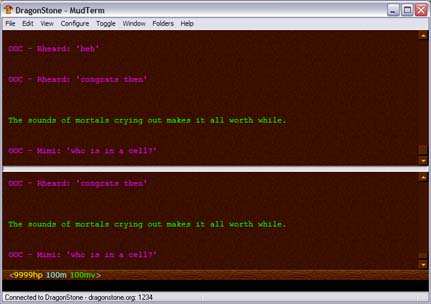 DragonStone - MudTerm
File Edit View Configure Toggle Window Folders Help
OOC - Rheard: 'heh'
OOC - Rheard: 'congrats then'
The sounds of mortals crying out makes it all worth while.
OOC - Mimi: 'who is in a cell?'
OOC - Rheard: 'congrats then'
The sounds of mortals crying out makes it all worth while.
OOC - Mimi: 'who is in a cell?'
<9999hp 100m 100mv>
Connected to DragonStone - dragonstone.org: 1234